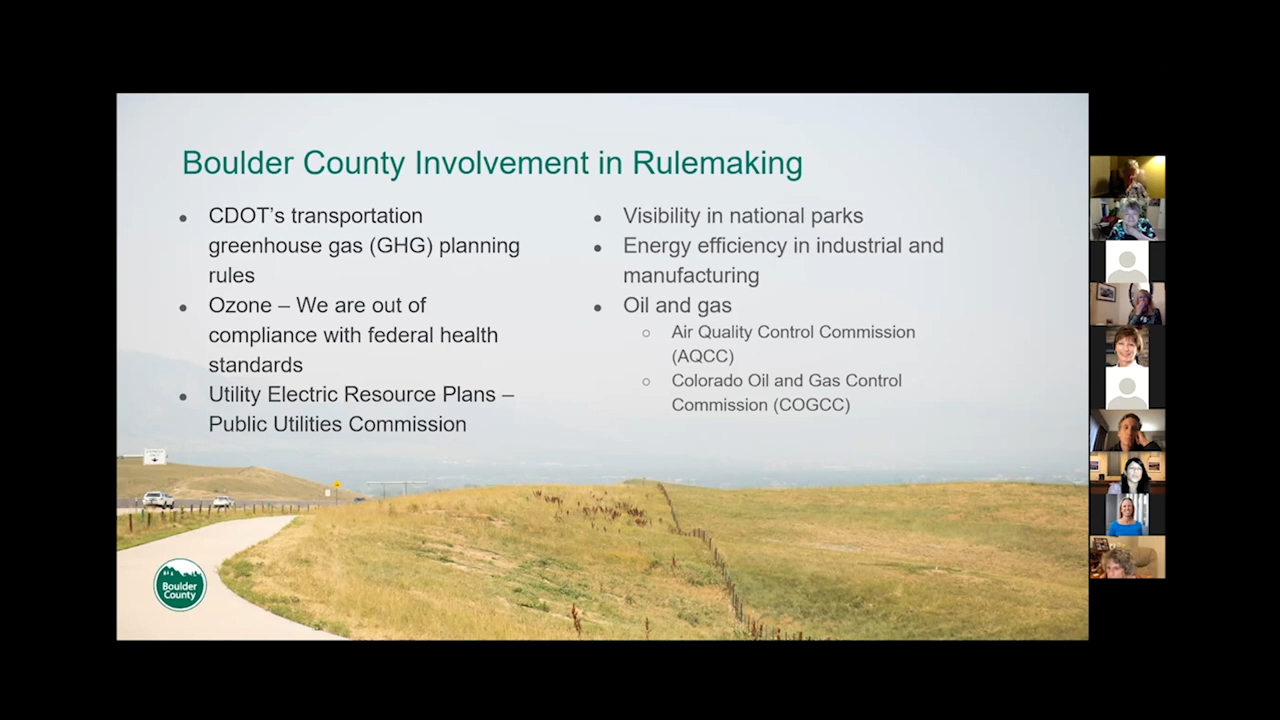 Boulder County Involvement in Rulemaking
CDOT's transportation
greenhouse gas (GHG) planning
rules
Ozone – We are out of
compliance with federal health
standards
Utility Electric Resource Plans –
Public Utilities Commission
Visibility in national parks
Energy efficiency in industrial and
manufacturing
Oil and gas
Air Quality Control Commission
(AQCC)
Colorado Oil and Gas Control
Commission (COGCC)
Boulder
County